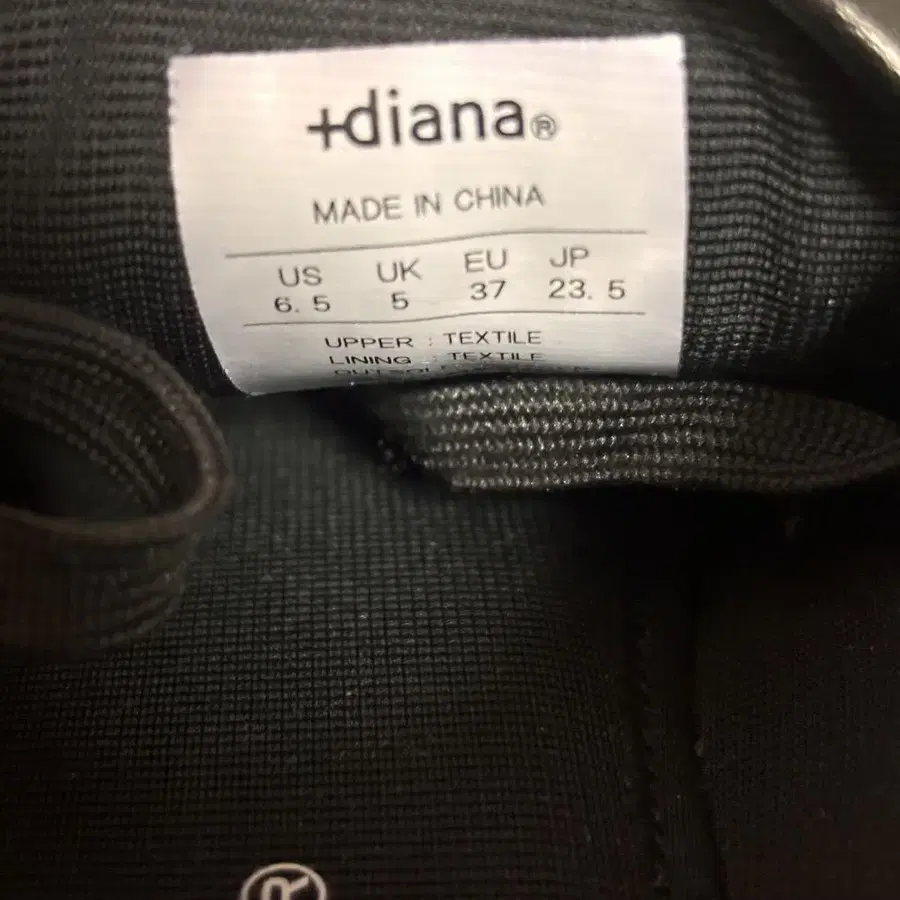 +diana®
MADE IN CHINA
US UK EU JP
6.5 5 37 23.5
UPPER : TEXTILE
LINING : TEXTILE
®